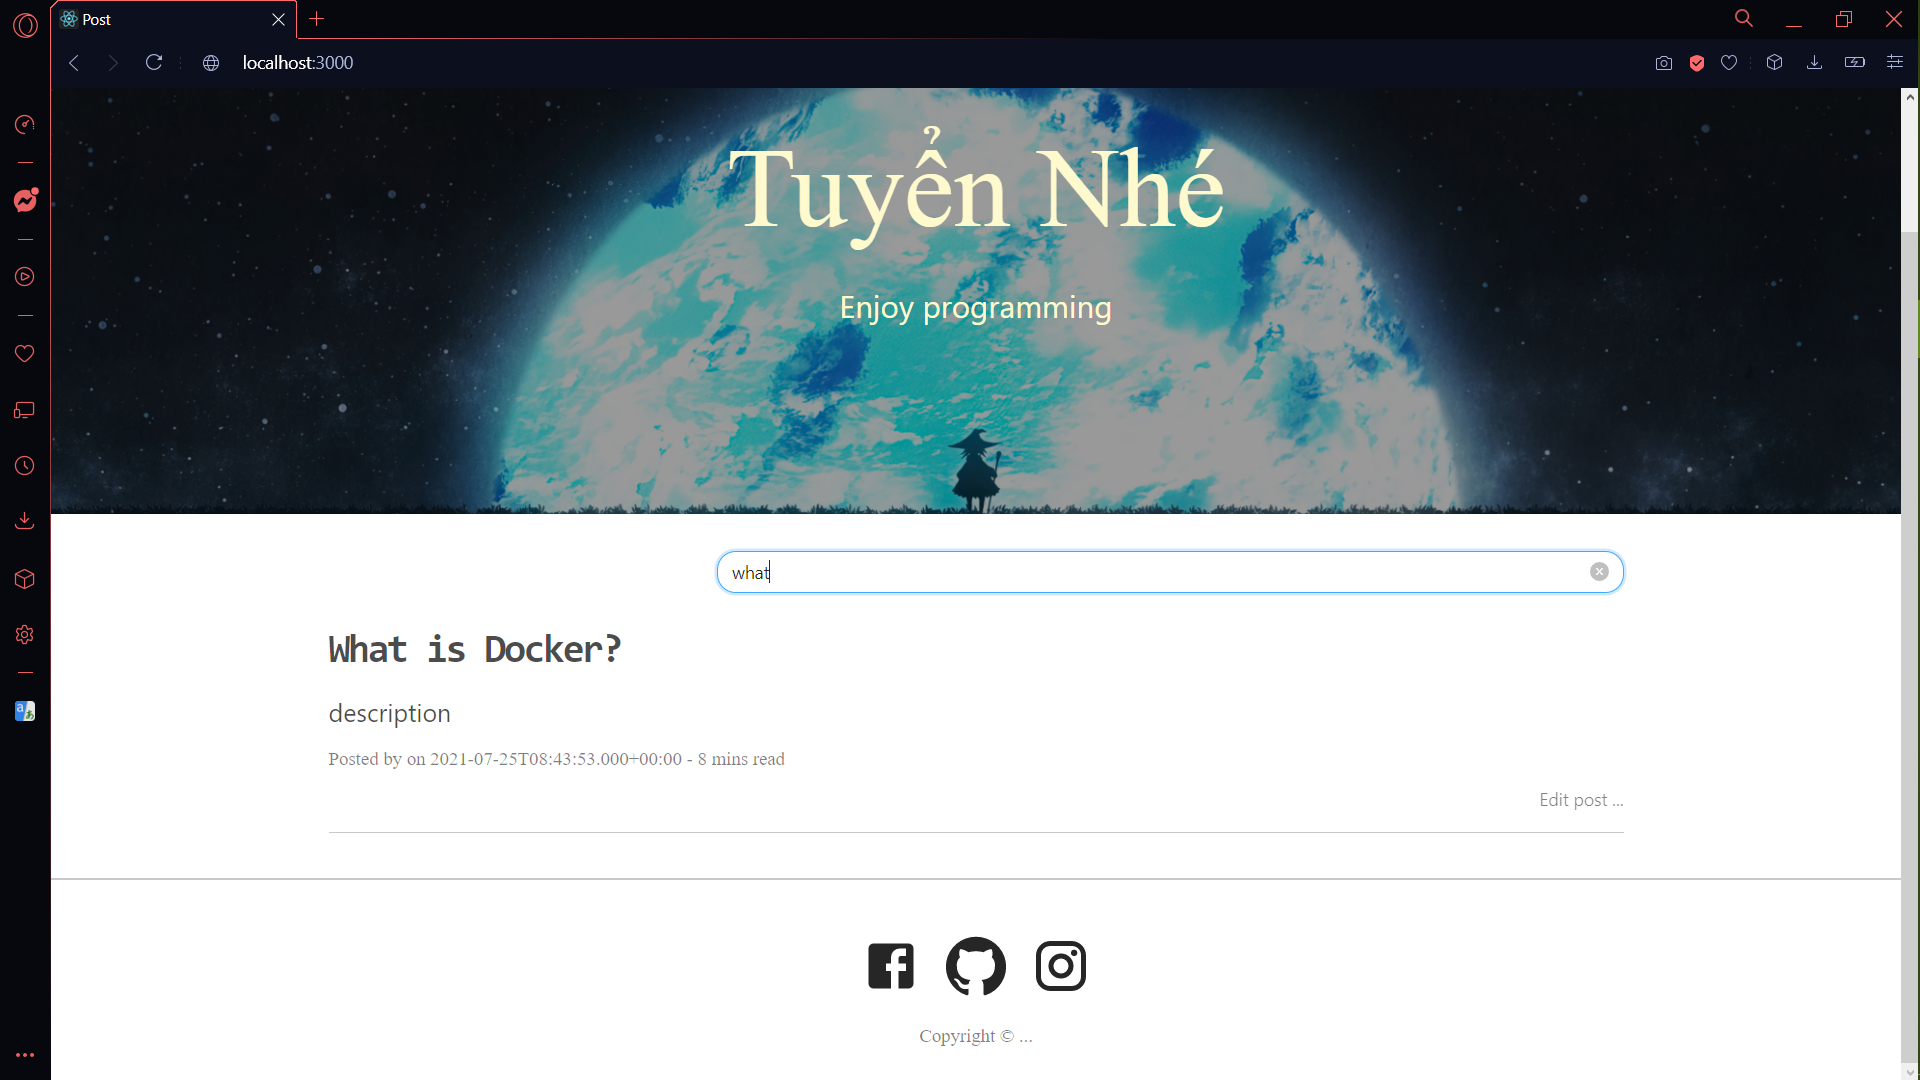 Post
localhost:3000
Tuyển Nhé
Enjoy programming
what
What is Docker?
description
Posted by on 2021-07-25T08:43:53.000+00:00 - 8 mins read
Edit post ...
Copyright © ...